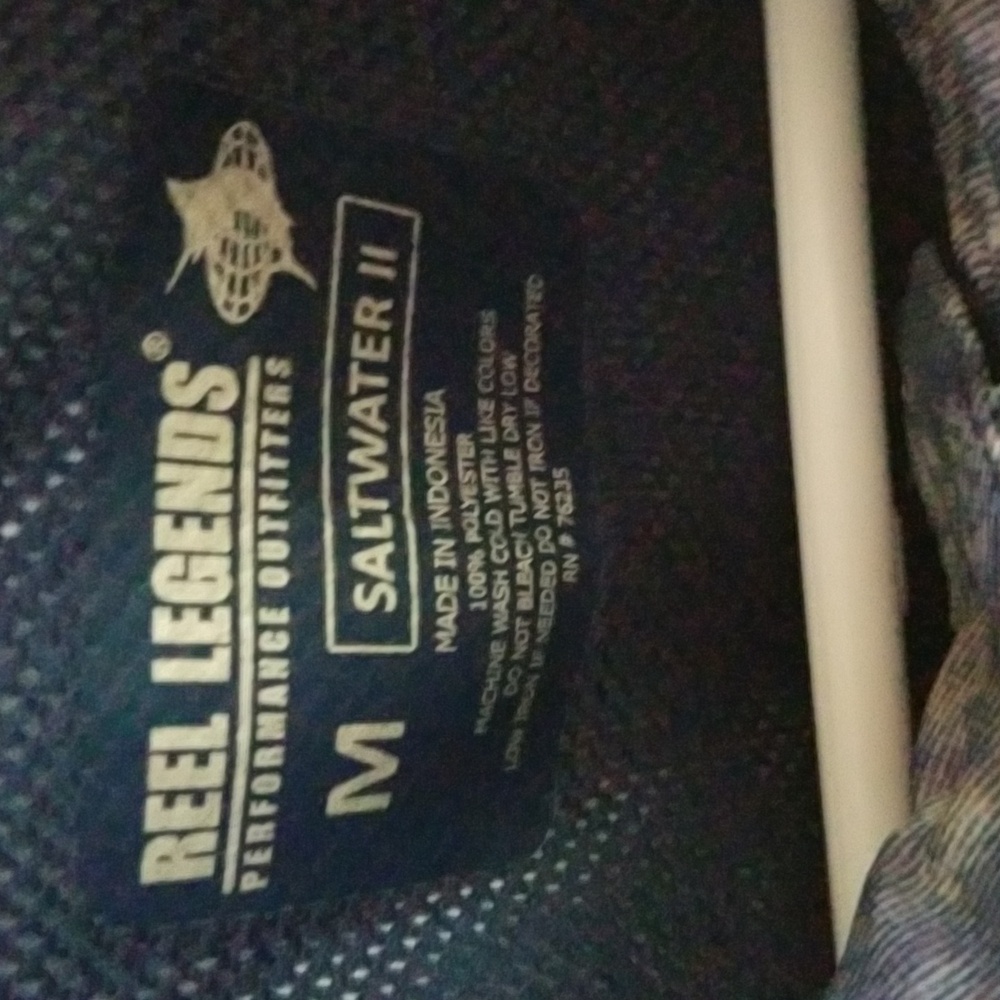 REEL LEGENDS®
PERFORMANCE OUTFITTERS
M SALTWATER II
MADE IN INDONESIA
100% POLYESTER
MACHINE WASH COLD WITH LIKE COLORS
DO NOT BLEACH TUMBLE DRY LOW
LOW IRON IF NEEDED DO NOT IRON IF DECORATED
RN # 76235